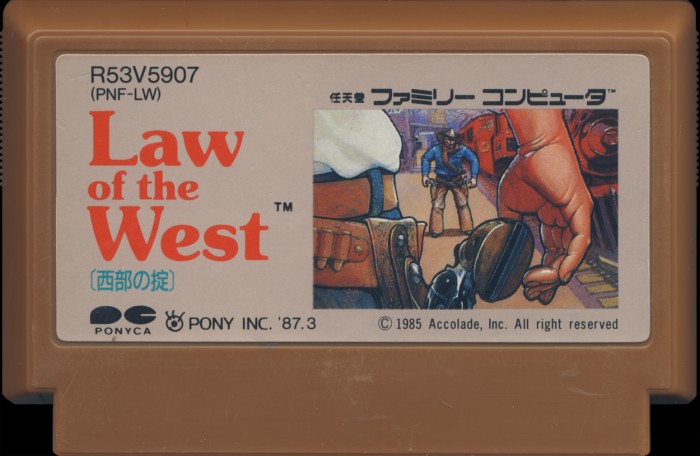 R53V5907
(PNF-LW)
Law
of the
West™
〔西部の掟〕
任天堂 ファミリー コンピュータ™
PONYCA
PONY INC. '87.3
© 1985 Accolade, Inc. All right reserved